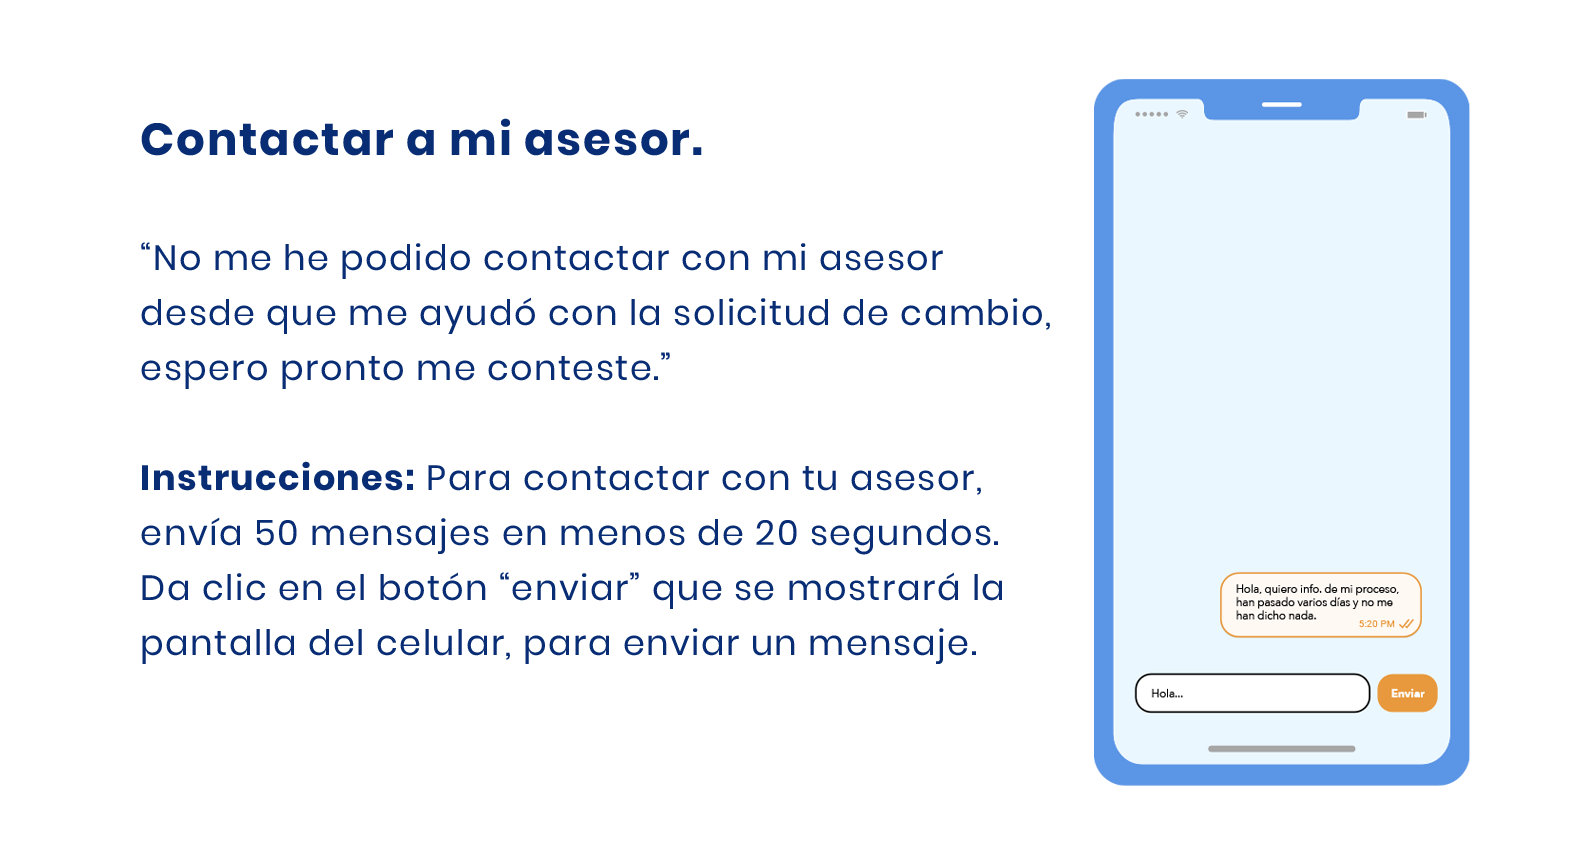 Contactar a mi asesor.
“No me he podido contactar con mi asesor
desde que me ayudó con la solicitud de cambio,
espero pronto me conteste.”
Instrucciones: Para contactar con tu asesor,
envía 50 mensajes en menos de 20 segundos.
Da clic en el botón “enviar” que se mostrará la
pantalla del celular, para enviar un mensaje.
Hola, quiero info. de mi proceso,
han pasado varios días y no me
han dicho nada.
5:20 PM
Hola...
Enviar